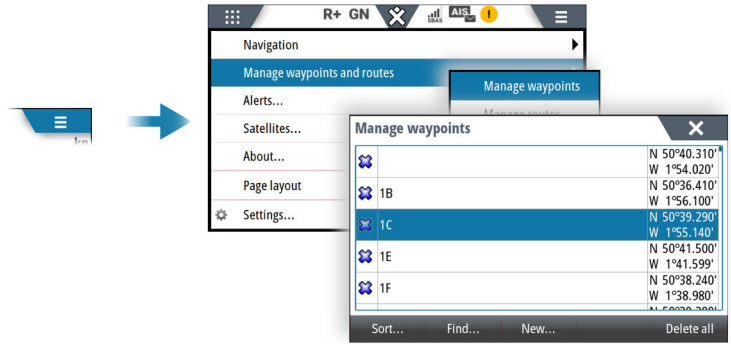 R+ GN
SBAS
AIS
!
Navigation
Manage waypoints and routes
Alerts...
Satellites...
About...
Page layout
Settings...
Manage waypoints
Manage routes
Manage waypoints
N 50°40.310'
W 1°54.020'
1B
N 50°36.410'
W 1°56.100'
1C
N 50°39.290'
W 1°55.140'
1E
N 50°41.500'
W 1°41.599'
1F
N 50°38.240'
W 1°38.980'
Sort... Find... New... Delete all